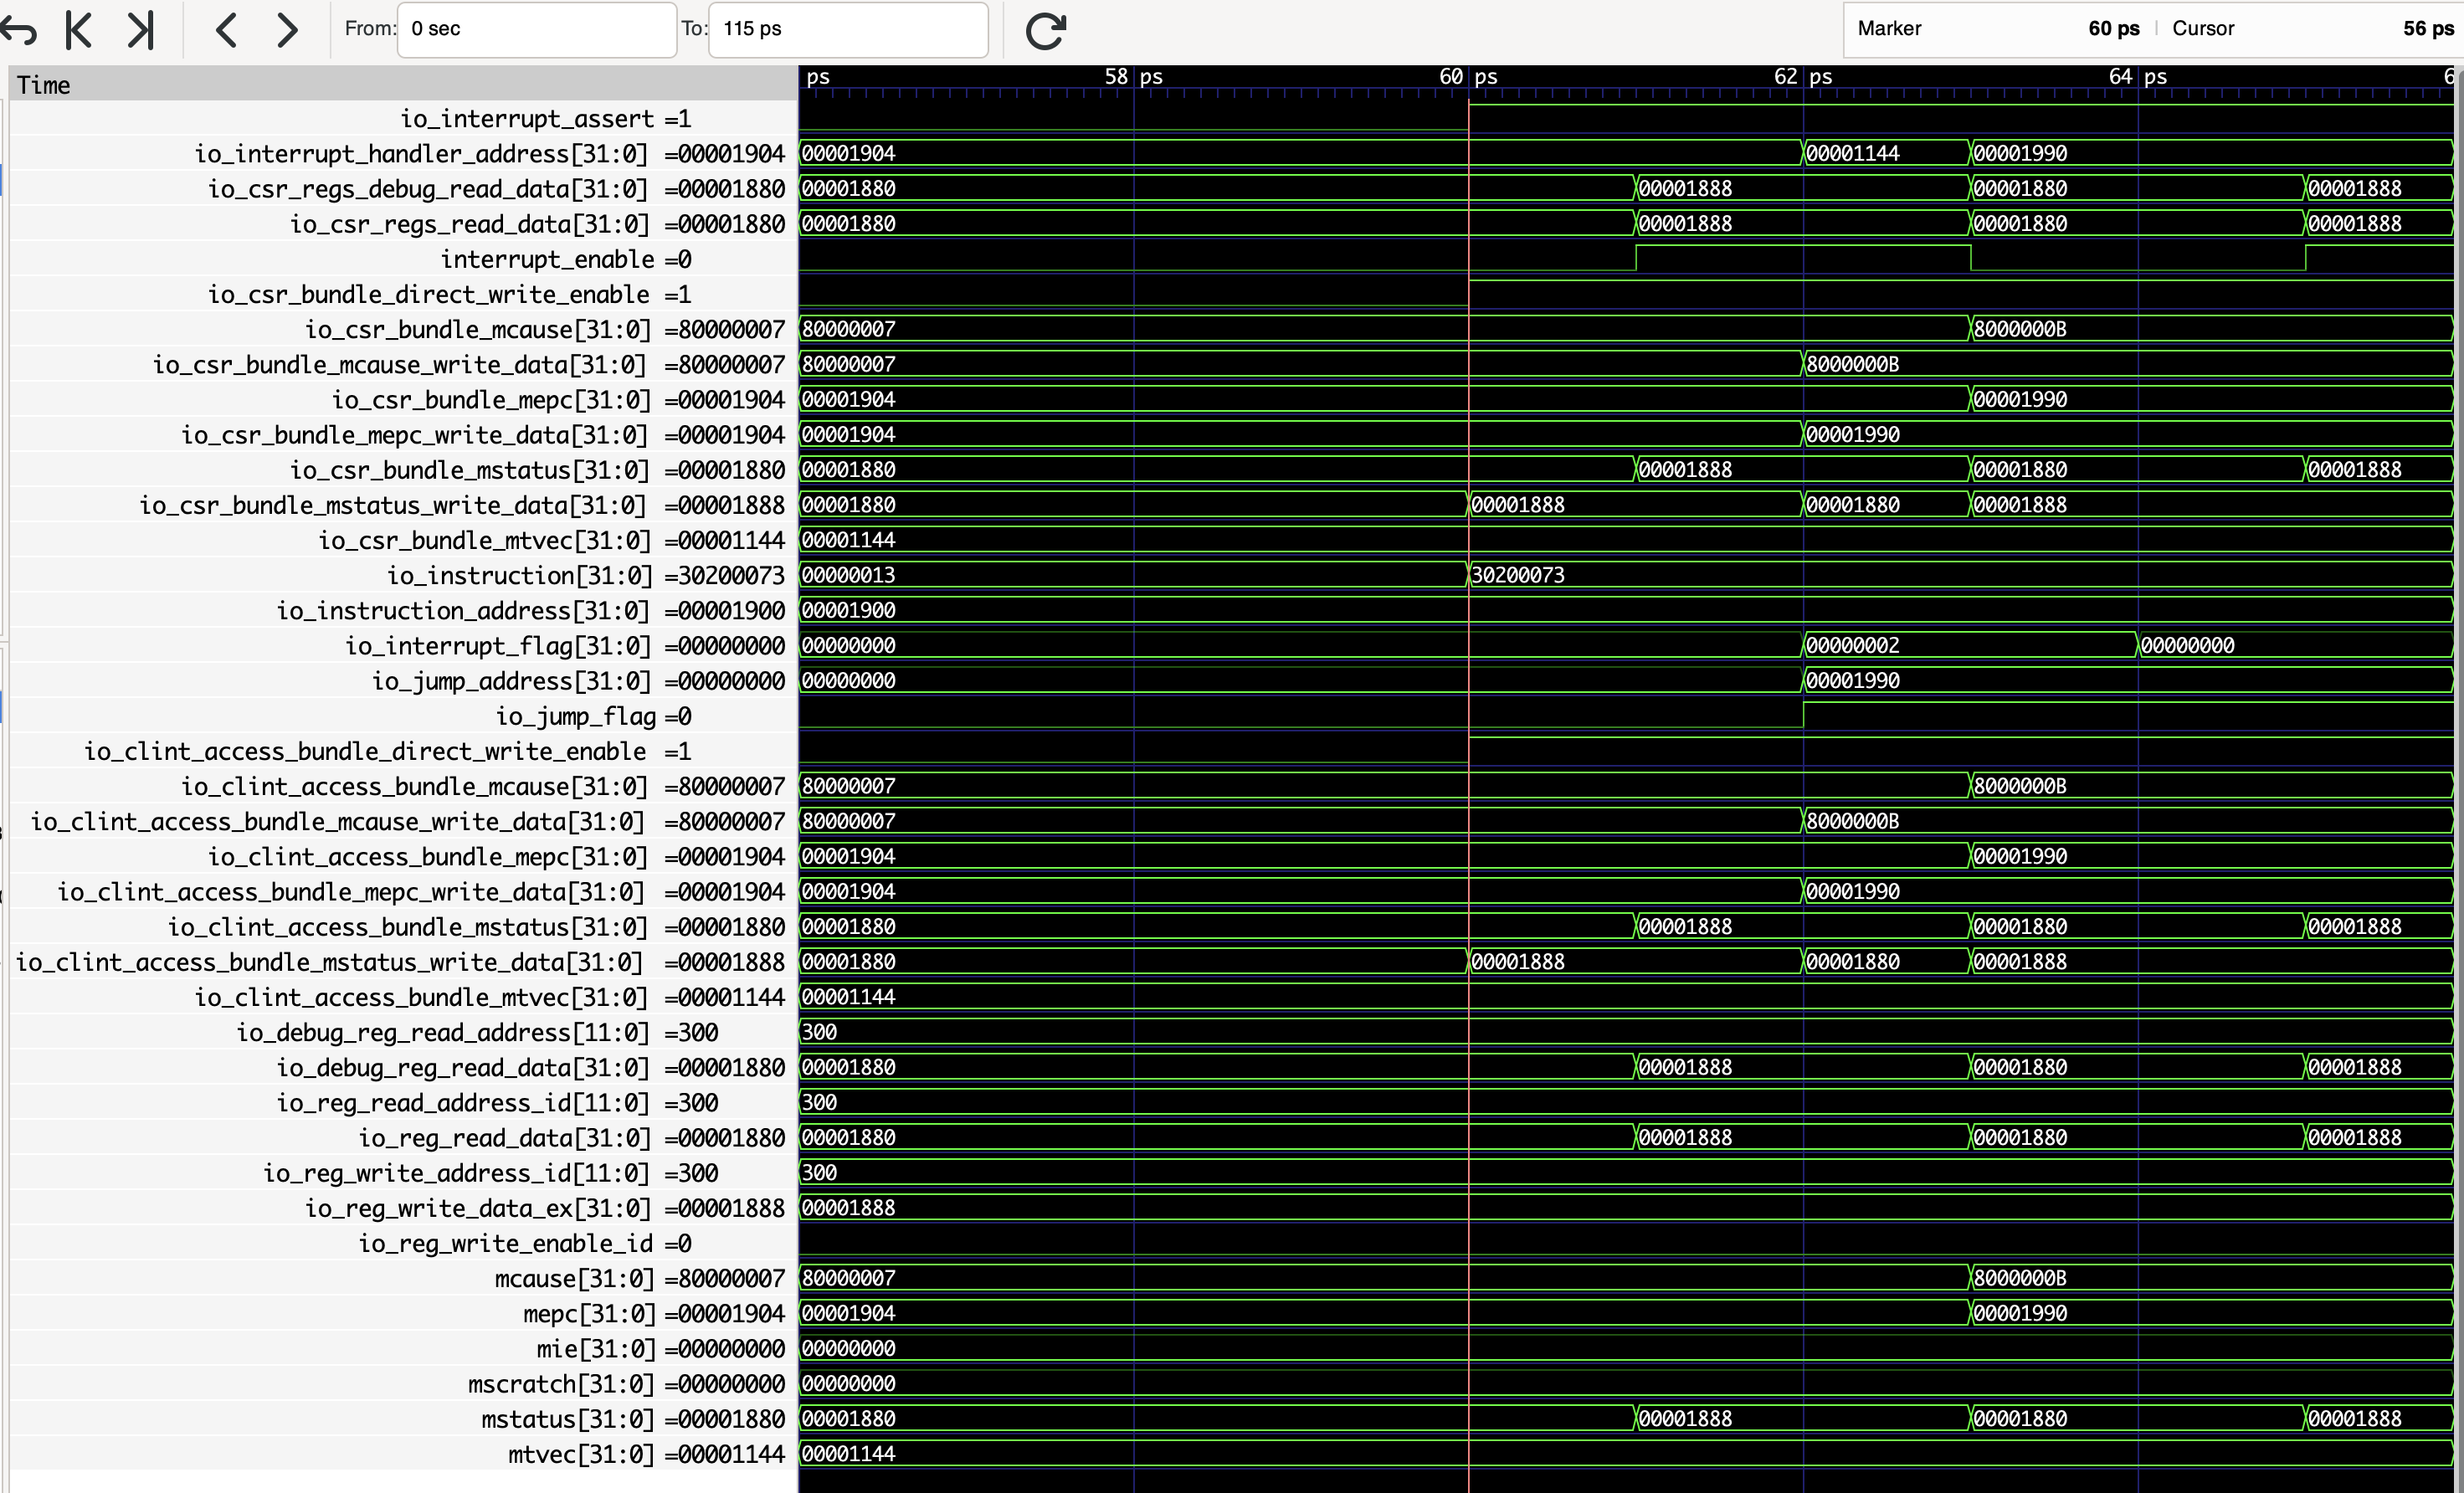 From: 0 sec To: 115 ps Marker 60 ps | Cursor 56 ps
Time ps 58 ps 60 ps 62 ps 64 ps 6
io_interrupt_assert =1
io_interrupt_handler_address[31:0] =00001904 00001904 00001144 00001990
io_csr_regs_debug_read_data[31:0] =00001880 00001880 00001888 00001880 00001888
io_csr_regs_read_data[31:0] =00001880 00001880 00001888 00001880 00001888
interrupt_enable =0
io_csr_bundle_direct_write_enable =1
io_csr_bundle_mcause[31:0] =80000007 80000007 8000000B
io_csr_bundle_mcause_write_data[31:0] =80000007 80000007 8000000B
io_csr_bundle_mepc[31:0] =00001904 00001904 00001990
io_csr_bundle_mepc_write_data[31:0] =00001904 00001904 00001990
io_csr_bundle_mstatus[31:0] =00001880 00001880 00001888 00001880 00001888
io_csr_bundle_mstatus_write_data[31:0] =00001888 00001880 00001888 00001880 00001888
io_csr_bundle_mtvec[31:0] =00001144 00001144
io_instruction[31:0] =30200073 00000013 30200073
io_instruction_address[31:0] =00001900 00001900
io_interrupt_flag[31:0] =00000000 00000000 00000002 00000000
io_jump_address[31:0] =00000000 00000000 00001990
io_jump_flag =0
io_clint_access_bundle_direct_write_enable =1
io_clint_access_bundle_mcause[31:0] =80000007 80000007 8000000B
io_clint_access_bundle_mcause_write_data[31:0] =80000007 80000007 8000000B
io_clint_access_bundle_mepc[31:0] =00001904 00001904 00001990
io_clint_access_bundle_mepc_write_data[31:0] =00001904 00001904 00001990
io_clint_access_bundle_mstatus[31:0] =00001880 00001880 00001888 00001880 00001888
io_clint_access_bundle_mstatus_write_data[31:0] =00001888 00001880 00001888 00001880 00001888
io_clint_access_bundle_mtvec[31:0] =00001144 00001144
io_debug_reg_read_address[11:0] =300 300
io_debug_reg_read_data[31:0] =00001880 00001880 00001888 00001880 00001888
io_reg_read_address_id[11:0] =300 300
io_reg_read_data[31:0] =00001880 00001880 00001888 00001880 00001888
io_reg_write_address_id[11:0] =300 300
io_reg_write_data_ex[31:0] =00001888 00001888
io_reg_write_enable_id =0
mcause[31:0] =80000007 80000007 8000000B
mepc[31:0] =00001904 00001904 00001990
mie[31:0] =00000000 00000000
mscratch[31:0] =00000000 00000000
mstatus[31:0] =00001880 00001880 00001888 00001880 00001888
mtvec[31:0] =00001144 00001144